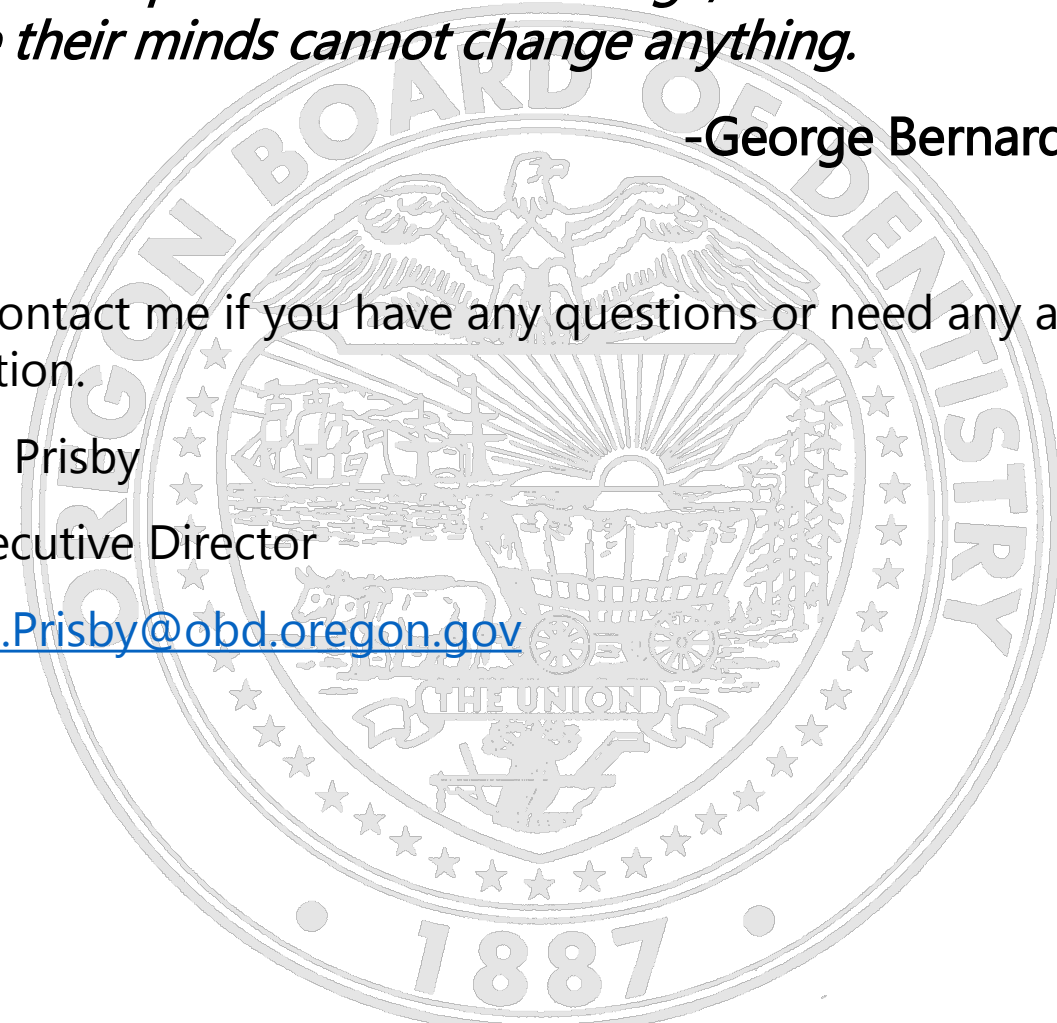 their minds cannot change anything.
-George Bernard
ontact me if you have any questions or need any a
tion.
Prisby
ecutive Director
.Prisby@obd.oregon.gov
OREGON BOARD OF DENTISTRY
THE UNION
1887